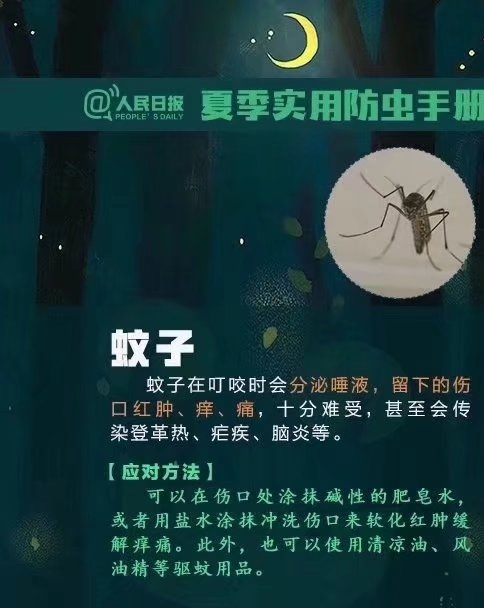 @人民日报 夏季实用防虫手册
PEOPLE'S DAILY
蚊子
蚊子在叮咬时会分泌唾液，留下的伤
口红肿、痒、痛，十分难受，甚至会传
染登革热、疟疾、脑炎等。
【应对方法】
可以在伤口处涂抹碱性的肥皂水，
或者用盐水涂抹冲洗伤口来软化红肿缓
解痒痛。此外，也可以使用清凉油、风
油精等驱蚊用品。